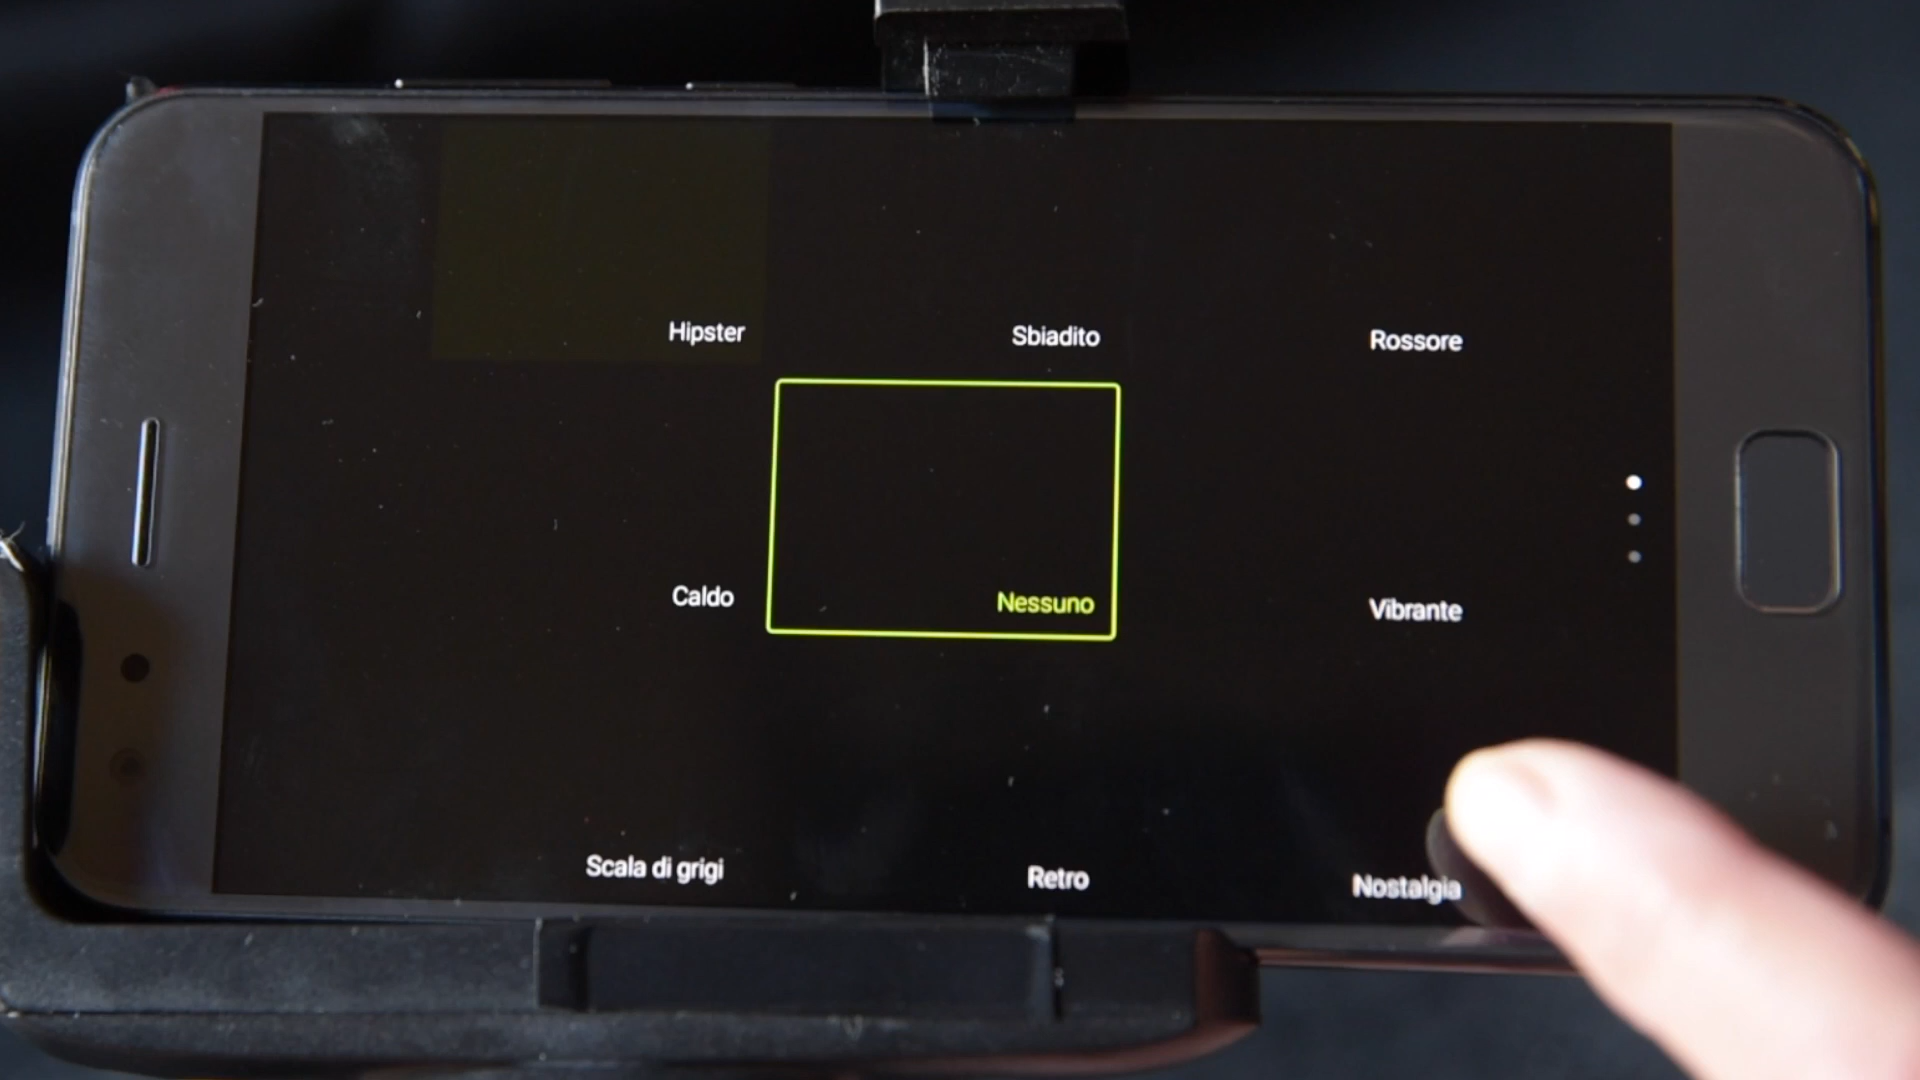 Hipster
Sbiadito
Rossore
Caldo
Nessuno
Vibrante
Scala di grigi
Retro
Nostalgia